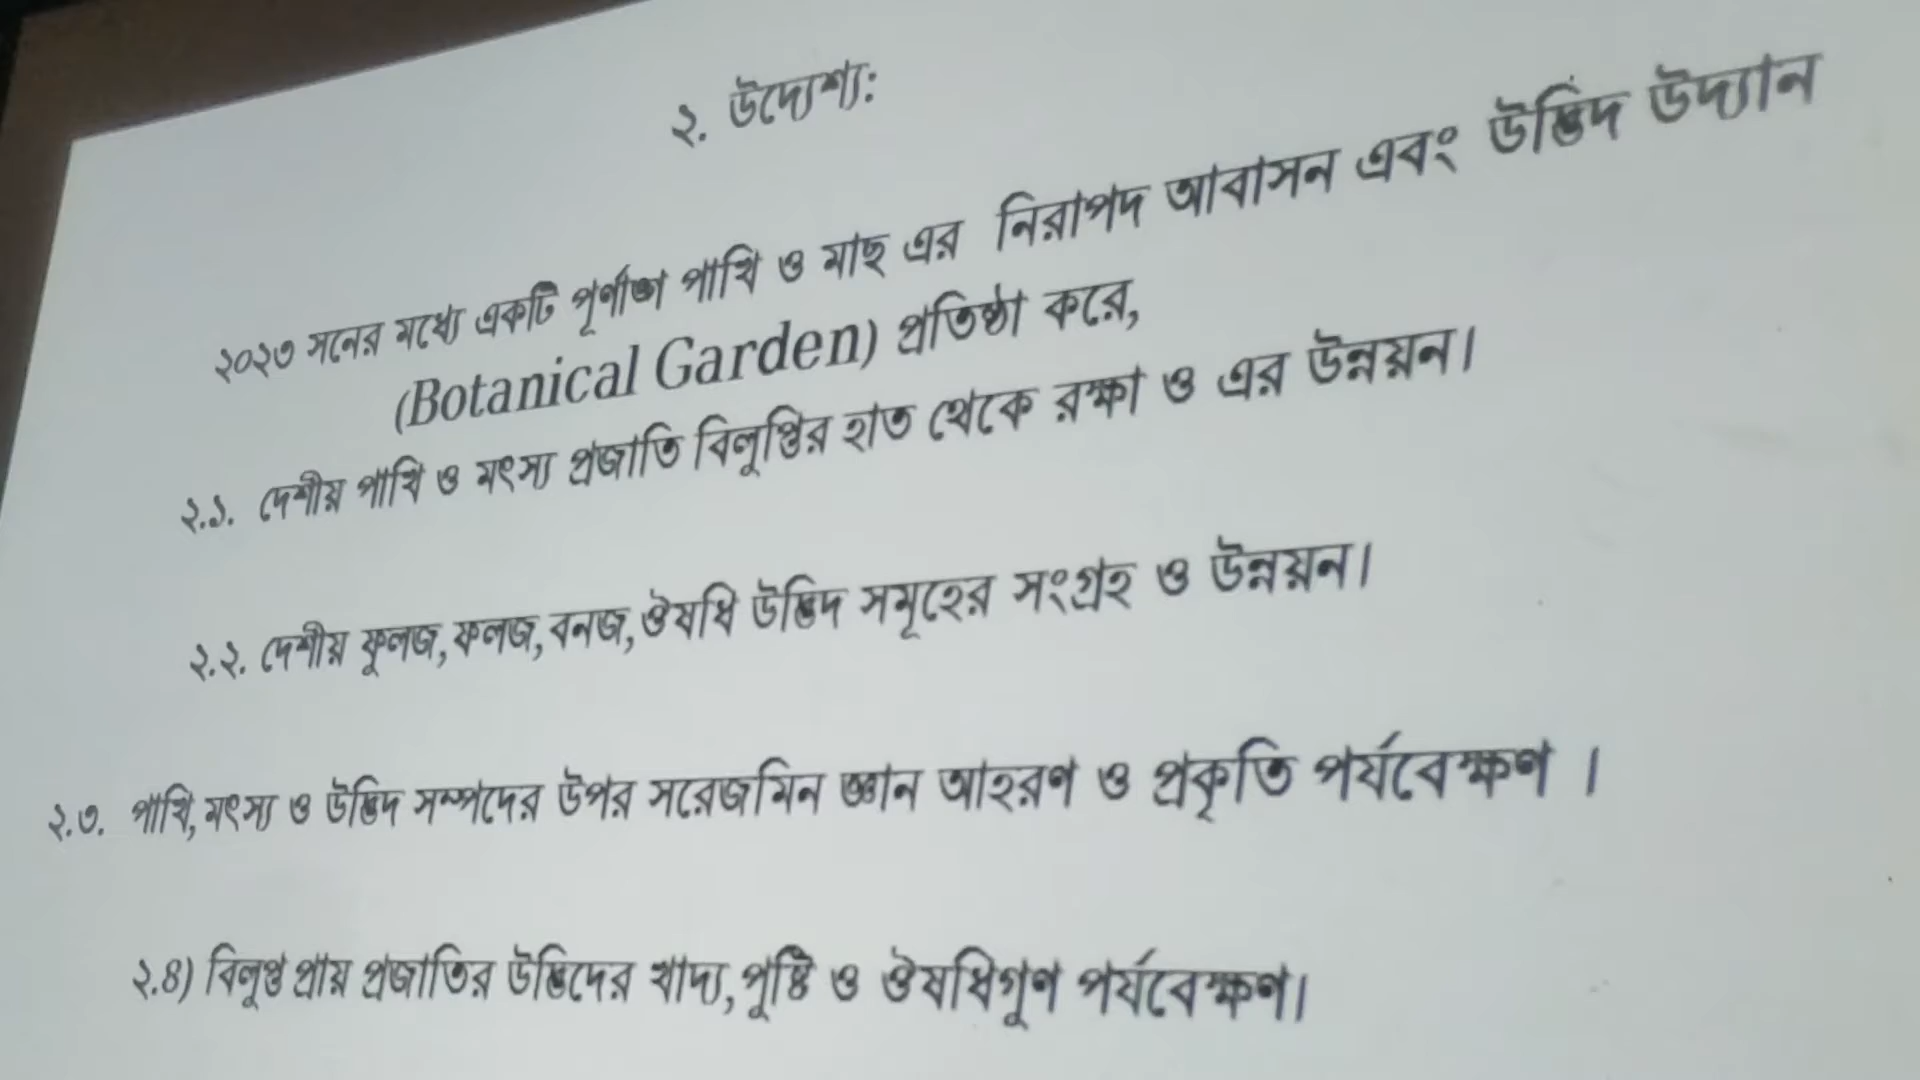 ২. উদ্যেশ্য:
২০২৩ সনের মধ্যে একটি পূর্ণাঙ্গ পাখি ও মাছ এর নিরাপদ আবাসন এবং উদ্ভিদ উদ্যান
(Botanical Garden) প্রতিষ্ঠা করে,
২.১. দেশীয় পাখি ও মৎস্য প্রজাতি বিলুপ্তির হাত থেকে রক্ষা ও এর উন্নয়ন।
২.২. দেশীয় ফুলজ,ফলজ,বনজ,ঔষধি উদ্ভিদ সমূহের সংগ্রহ ও উন্নয়ন।
২.৩. পাখি,মৎস্য ও উদ্ভিদ সম্পদের উপর সরেজমিন জ্ঞান আহরণ ও প্রকৃতি পর্যবেক্ষণ ।
২.৪) বিলুপ্ত প্রায় প্রজাতির উদ্ভিদের খাদ্য,পুষ্টি ও ঔষধিগুণ পর্যবেক্ষণ।